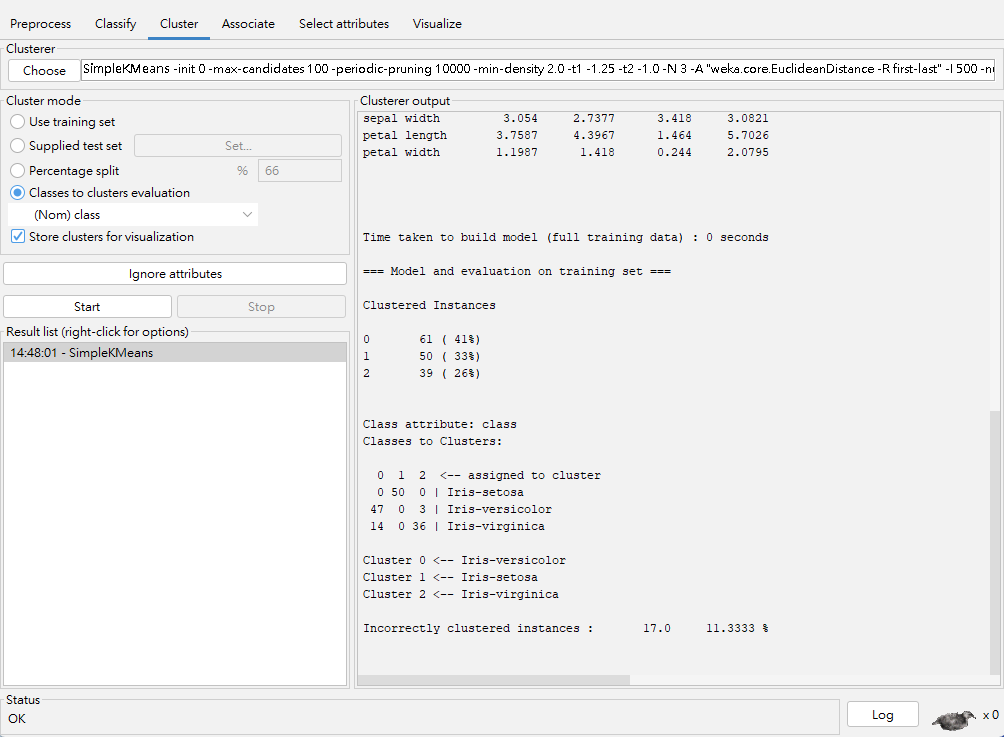 Preprocess Classify Cluster Associate Select attributes Visualize
Clusterer
Choose SimpleKMeans -init 0 -max-candidates 100 -periodic-pruning 10000 -min-density 2.0 -t1 -1.25 -t2 -1.0 -N 3 -A "weka.core.EuclideanDistance -R first-last" -I 500
Cluster mode
Use training set
Supplied test set Set...
Percentage split % 66
Classes to clusters evaluation
(Nom) class
Store clusters for visualization
Ignore attributes
Start Stop
Result list (right-click for options)
14:48:01 - SimpleKMeans
Clusterer output
sepal width 3.054 2.7377 3.418 3.0821
petal length 3.7587 4.3967 1.464 5.7026
petal width 1.1987 1.418 0.244 2.0795
Time taken to build model (full training data) : 0 seconds
=== Model and evaluation on training set ===
Clustered Instances
0 61 ( 41%)
1 50 ( 33%)
2 39 ( 26%)
Class attribute: class
Classes to Clusters:
0 1 2 <-- assigned to cluster
0 50 0 | Iris-setosa
47 0 3 | Iris-versicolor
14 0 36 | Iris-virginica
Cluster 0 <-- Iris-versicolor
Cluster 1 <-- Iris-setosa
Cluster 2 <-- Iris-virginica
Incorrectly clustered instances : 17.0 11.3333 %
Status
OK
Log x 0